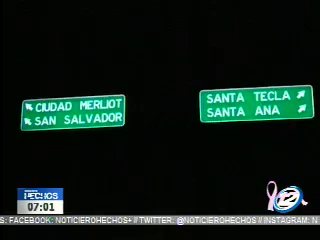 CIUDAD MERLIOT
SAN SALVADOR
SANTA TECLA
SANTA ANA
HECHOS
07:01
12
S: FACEBOOK: NOTICIEROHECHOS+ // TWITTER: @NOTICIEROHECHOS // INSTAGRAM: N